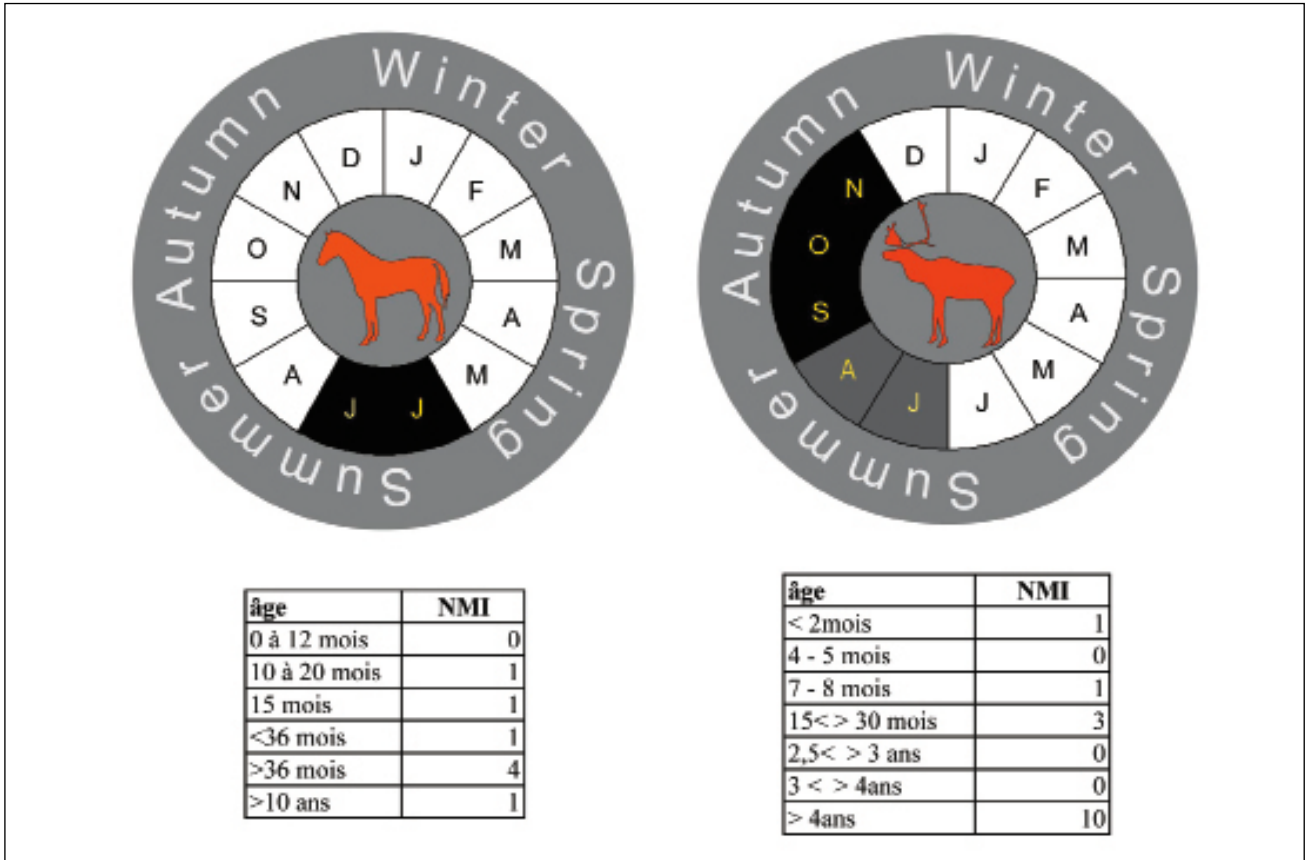 Winter
Spring
Summer
Autumn
J
F
M
A
M
J
J
A
S
O
N
D
Winter
Spring
Summer
Autumn
J
F
M
A
M
J
J
A
S
O
N
D
âge NMI
0 à 12 mois 0
10 à 20 mois 1
15 mois 1
<36 mois 1
>36 mois 4
>10 ans 1
âge NMI
< 2mois 1
4 - 5 mois 0
7 - 8 mois 1
15< > 30 mois 3
2,5< > 3 ans 0
3 < > 4ans 0
> 4ans 10